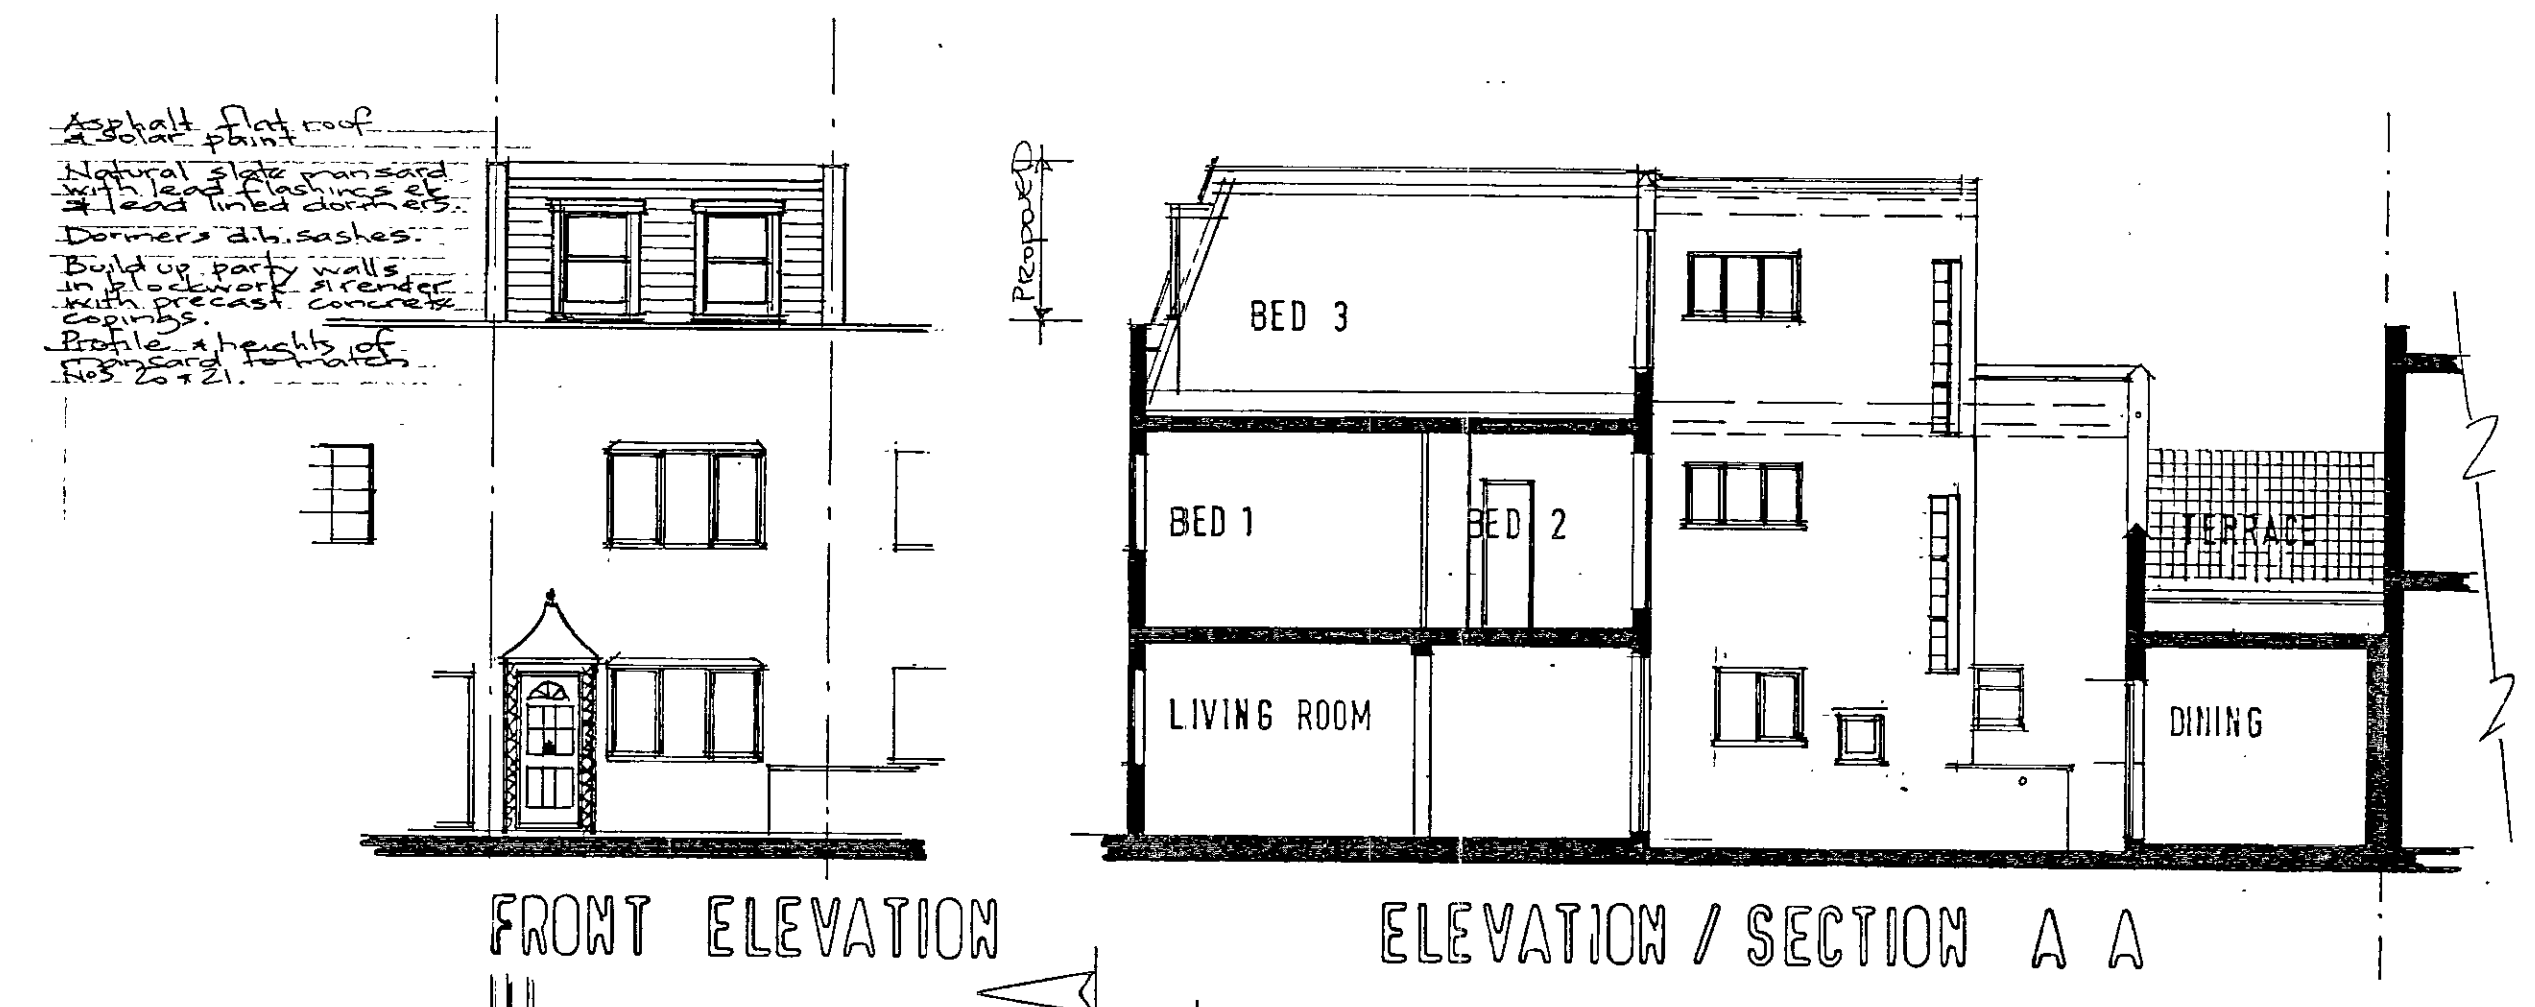 Asphalt flat roof
& solar paint
Natural slate mansard
with lead flashings etc
& lead lined dormers.
Dormers d.h. sashes.
Build up party walls
in blockwork & render
with precast concrete
copings.
Profile & heights of
mansard to match
Nos 20 & 21.
PROPOSED
BED 3
BED 1
BED 2
TERRACE
LIVING ROOM
DINING
FRONT ELEVATION
ELEVATION / SECTION A A